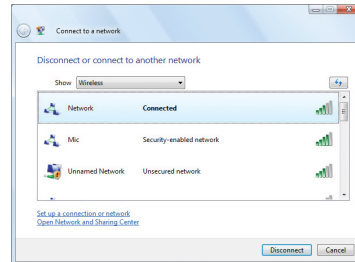 Connect to a network
Disconnect or connect to another network
Show Wireless
Network Connected
Mic Security-enabled network
Unnamed Network Unsecured network
Set up a connection or network
Open Network and Sharing Center
Disconnect Cancel